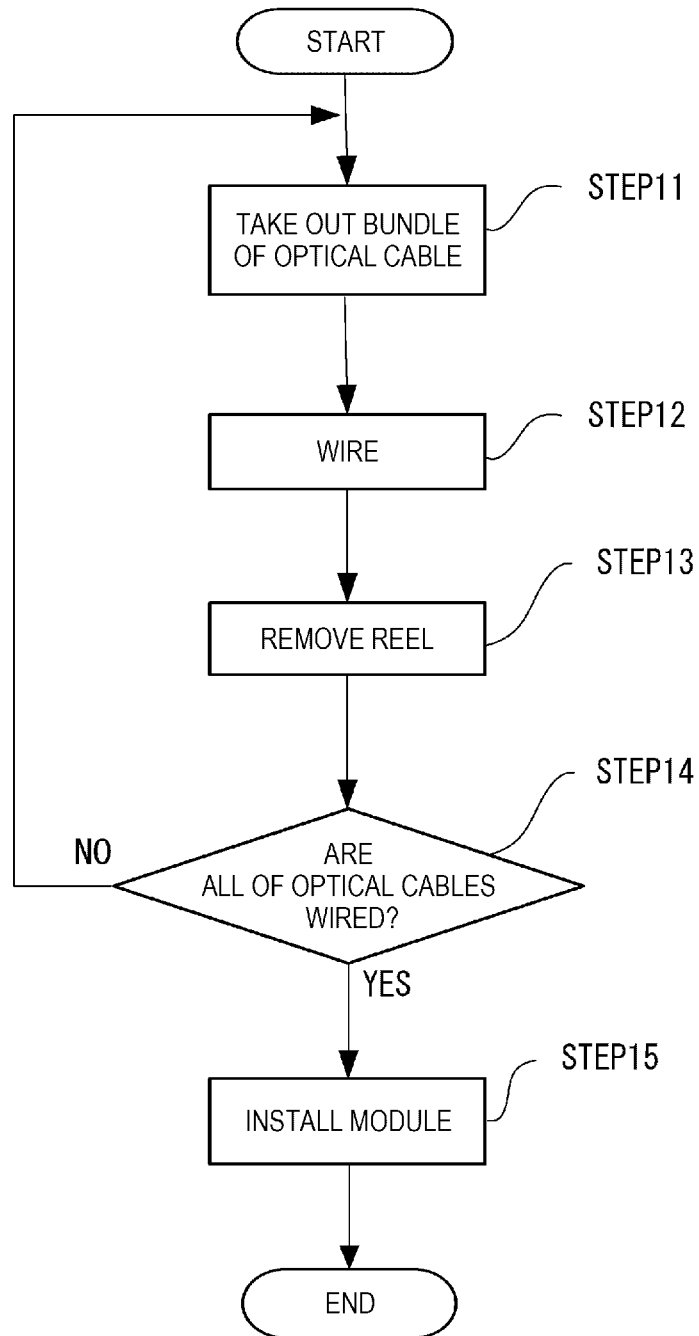 START
STEP11
TAKE OUT BUNDLE
OF OPTICAL CABLE
STEP12
WIRE
STEP13
REMOVE REEL
STEP14
NO
ARE
ALL OF OPTICAL CABLES
WIRED?
YES
STEP15
INSTALL MODULE
END